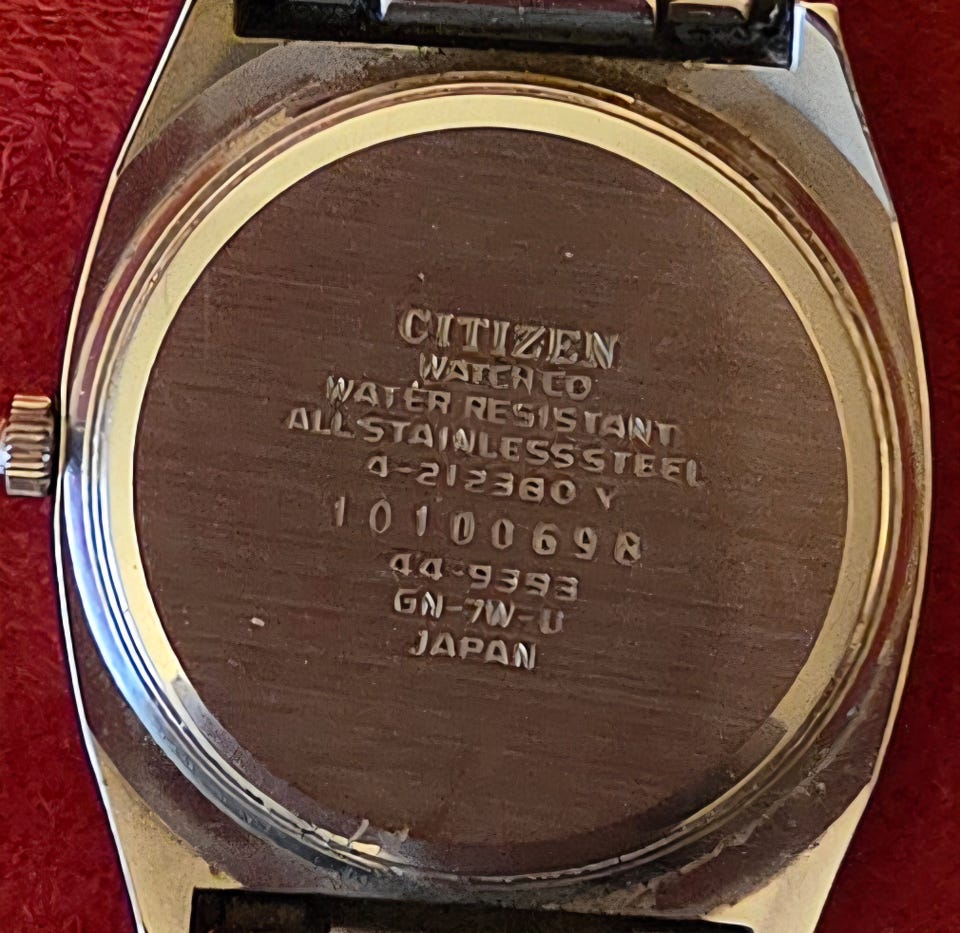 CITIZEN
WATCH CO
WATER RESISTANT
ALL STAINLESS STEEL
4-212380 Y
10100698
44-9393
GN-7W-U
JAPAN